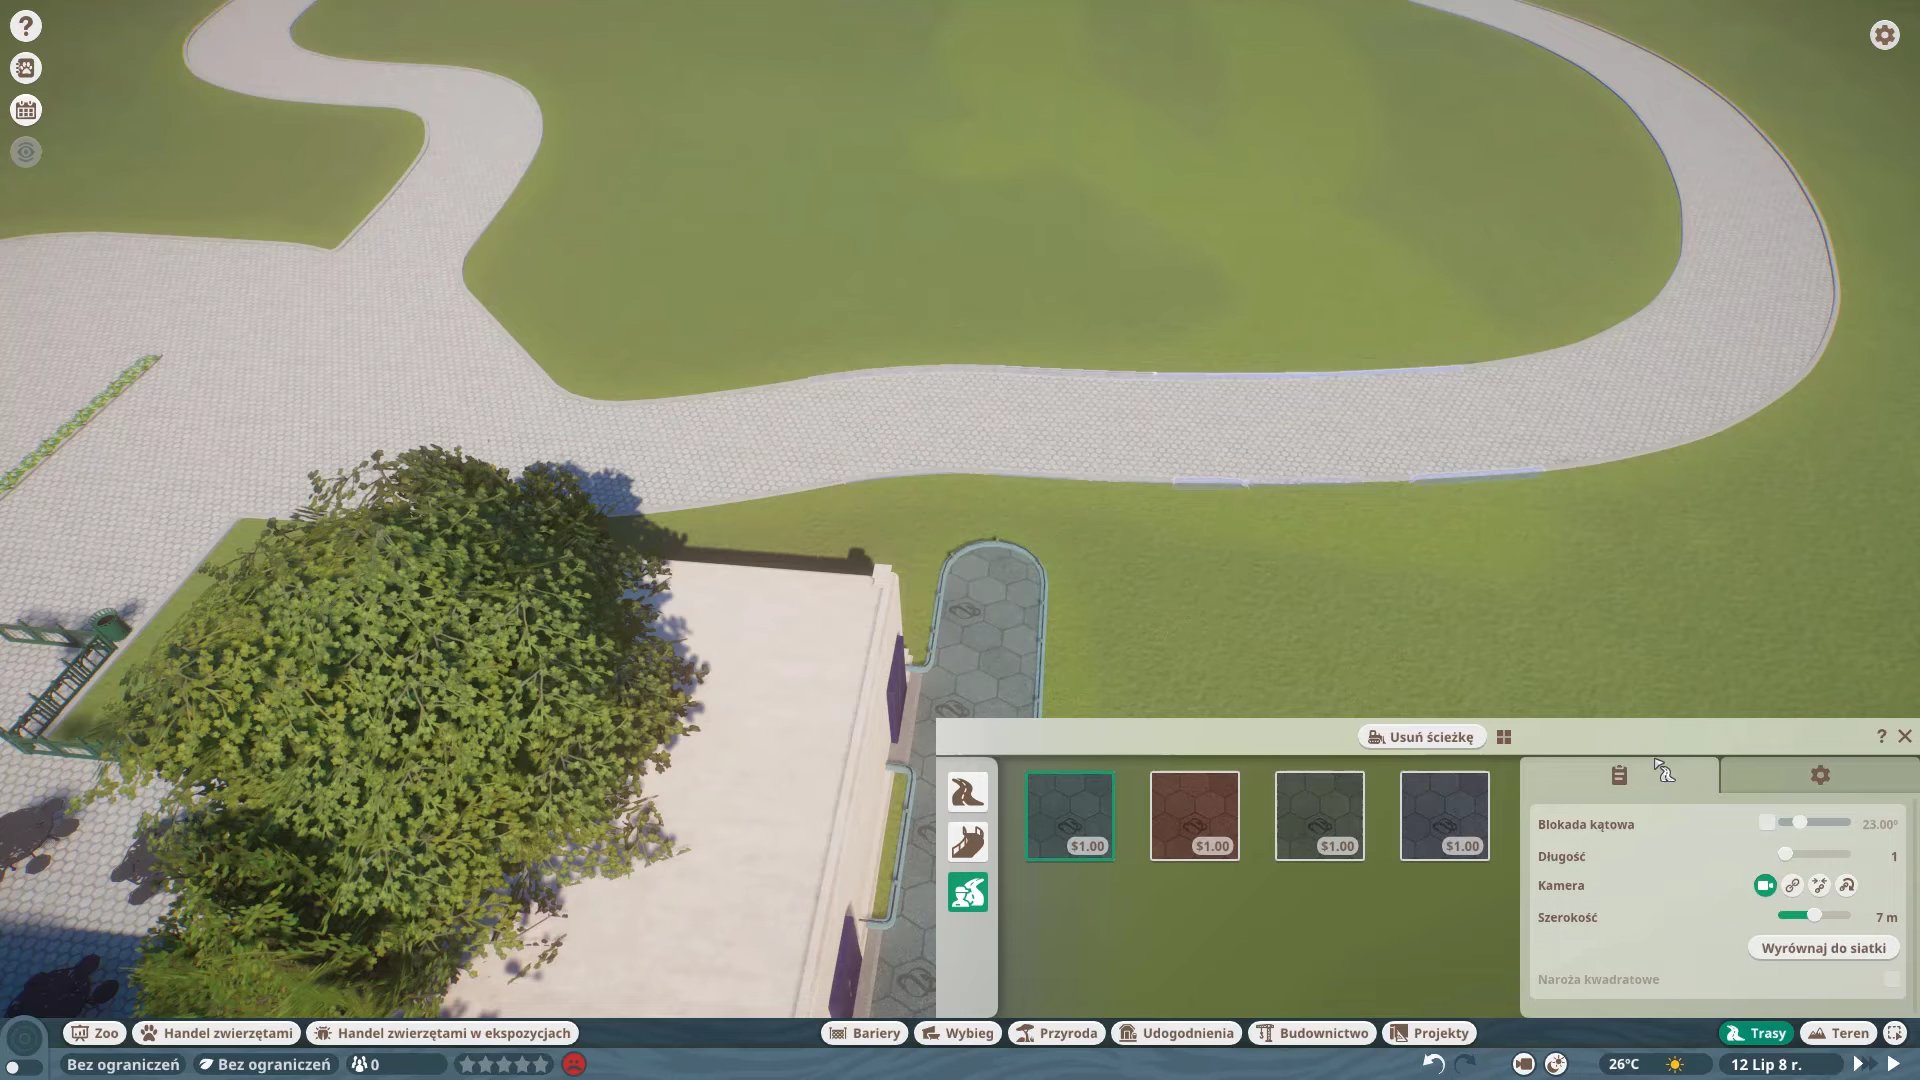 ?
Usuń ścieżkę
?
$1.00
$1.00
$1.00
$1.00
Blokada kątowa 23.00°
Długość 1
Kamera
Szerokość 7 m
Wyrównaj do siatki
Naroża kwadratowe
Zoo
Handel zwierzętami
Handel zwierzętami w ekspozycjach
Bariery
Wybieg
Przyroda
Udogodnienia
Budownictwo
Projekty
Trasy
Teren
Bez ograniczeń
Bez ograniczeń
0
26°C
12 Lip 8 r.